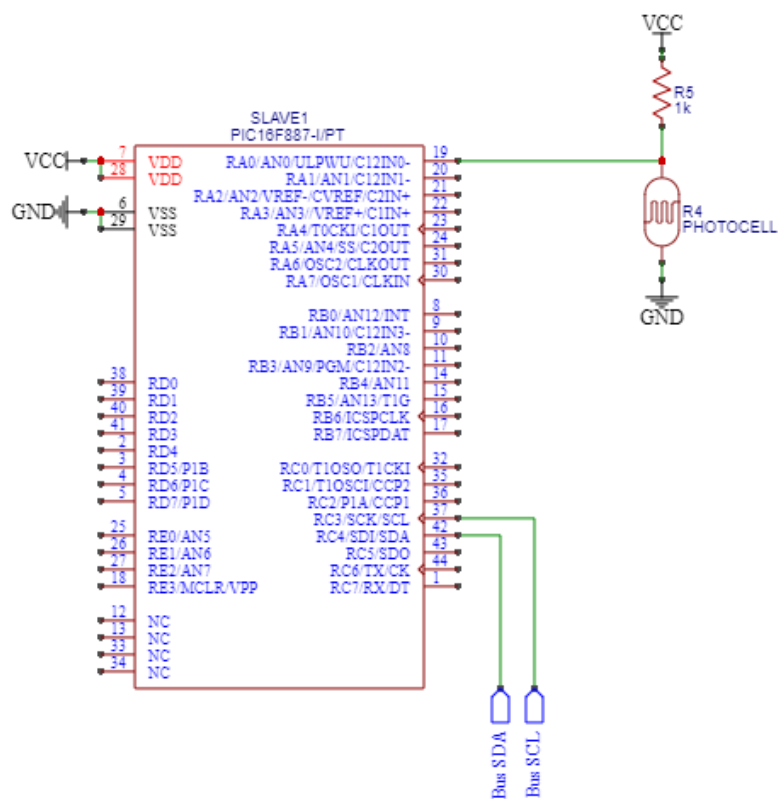 VCC
R5
1k
R4
PHOTOCELL
GND
SLAVE1
PIC16F887-I/PT
VCC
GND
7 VDD
28 VDD
6 VSS
29 VSS
38 RD0
39 RD1
40 RD2
41 RD3
2 RD4
3 RD5/P1B
4 RD6/P1C
5 RD7/P1D
25 RE0/AN5
26 RE1/AN6
27 RE2/AN7
18 RE3/MCLR/VPP
12 NC
13 NC
33 NC
34 NC
RA0/AN0/ULPWU/C12IN0- 19
RA1/AN1/C12IN1- 20
RA2/AN2/VREF-/CVREF/C2IN+ 21
RA3/AN3//VREF+/C1IN+ 22
RA4/T0CKI/C1OUT 23
RA5/AN4/SS/C2OUT 24
RA6/OSC2/CLKOUT 31
RA7/OSC1/CLKIN 30
RB0/AN12/INT 8
RB1/AN10/C12IN3- 9
RB2/AN8 10
RB3/AN9/PGM/C12IN2- 11
RB4/AN11 14
RB5/AN13/T1G 15
RB6/ICSPCLK 16
RB7/ICSPDAT 17
RC0/T1OSO/T1CKI 32
RC1/T1OSCI/CCP2 35
RC2/P1A/CCP1 36
RC3/SCK/SCL 37
RC4/SDI/SDA 42
RC5/SDO 43
RC6/TX/CK 44
RC7/RX/DT 1
Bus SDA
Bus SCL